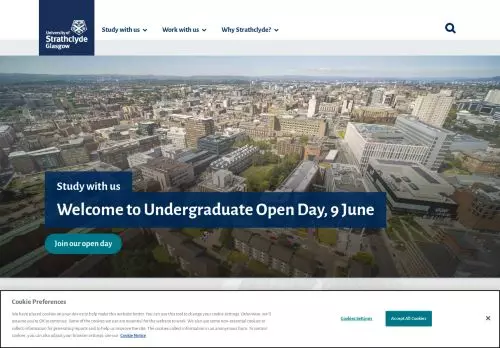 University of
Strathclyde
Glasgow
Study with us
Work with us
Why Strathclyde?
Study with us
Welcome to Undergraduate Open Day, 9 June
Join our open day
Cookie Preferences
We have placed cookies on your device to help make this website better. You can use this tool to change your cookie settings. Otherwise, we'll
assume you're OK to continue. Some of the cookies we use are essential for the website to work. We also use some non-essential cookies to
collect information for generating reports and to help us improve the site. The cookies collect information in an anonymous form. To control
cookies, you can also adjust your browser settings; see our Cookie Notice
Cookies Settings
Accept All Cookies